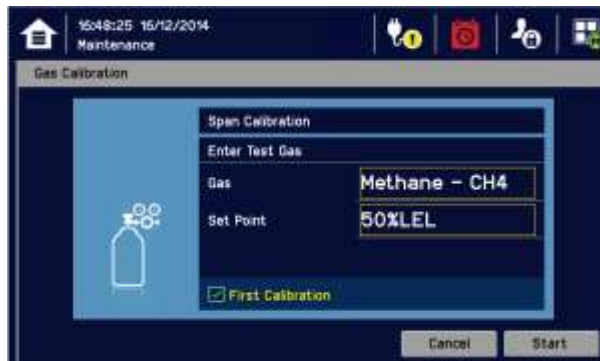 16:48:25 16/12/2014
Maintenance
Gas Calibration
Span Calibration
Enter Test Gas
Gas Methane - CH4
Set Point 50%LEL
First Calibration
Cancel Start